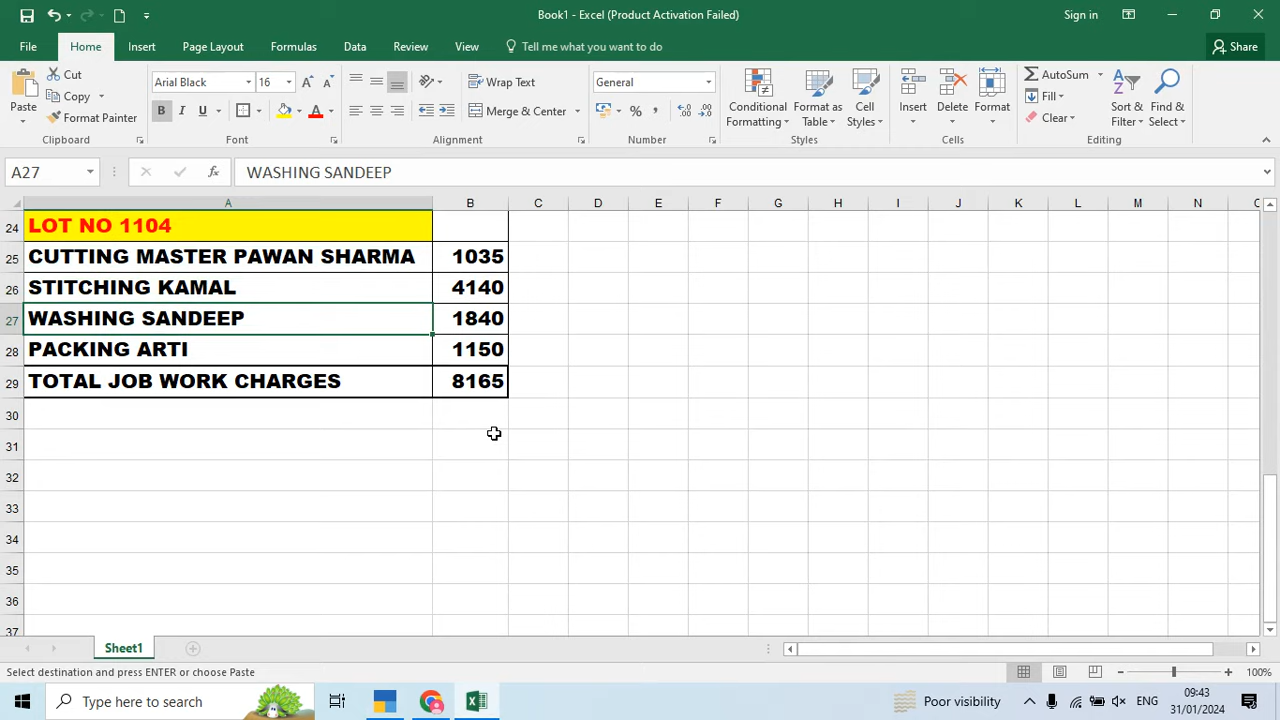 Book1 - Excel (Product Activation Failed)
Sign in
File Home Insert Page Layout Formulas Data Review View Tell me what you want to do Share
Paste Cut Copy Format Painter
Arial Black 16 A A B I U A
Wrap Text Merge & Center
General % ,
Conditional Formatting Format as Table Cell Styles
Insert Delete Format
AutoSum Fill Clear Sort & Filter Find & Select
Clipboard Font Alignment Number Styles Cells Editing
A27 fx WASHING SANDEEP
A B C D E F G H I J K L M N
24 LOT NO 1104
25 CUTTING MASTER PAWAN SHARMA 1035
26 STITCHING KAMAL 4140
27 WASHING SANDEEP 1840
28 PACKING ARTI 1150
29 TOTAL JOB WORK CHARGES 8165
30
31
32
33
34
35
36
37
Sheet1
Select destination and press ENTER or choose Paste 100%
Type here to search Poor visibility ENG 09:43
31/01/2024